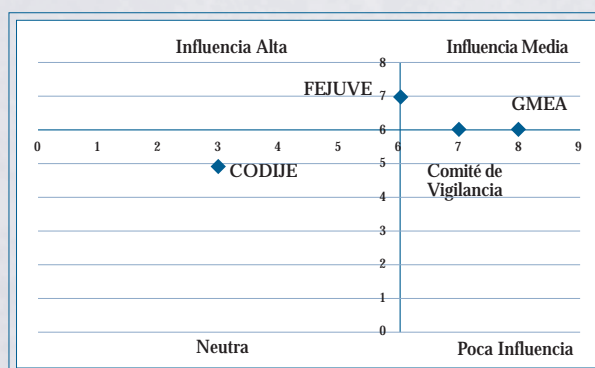 Influencia Alta
Influencia Media
8
FEJUVE
7
GMEA
6
0 1 2 3 4 5 6 7 8 9
CODIJE
5
Comité de
Vigilancia
4
3
2
1
0
Neutra
Poca Influencia